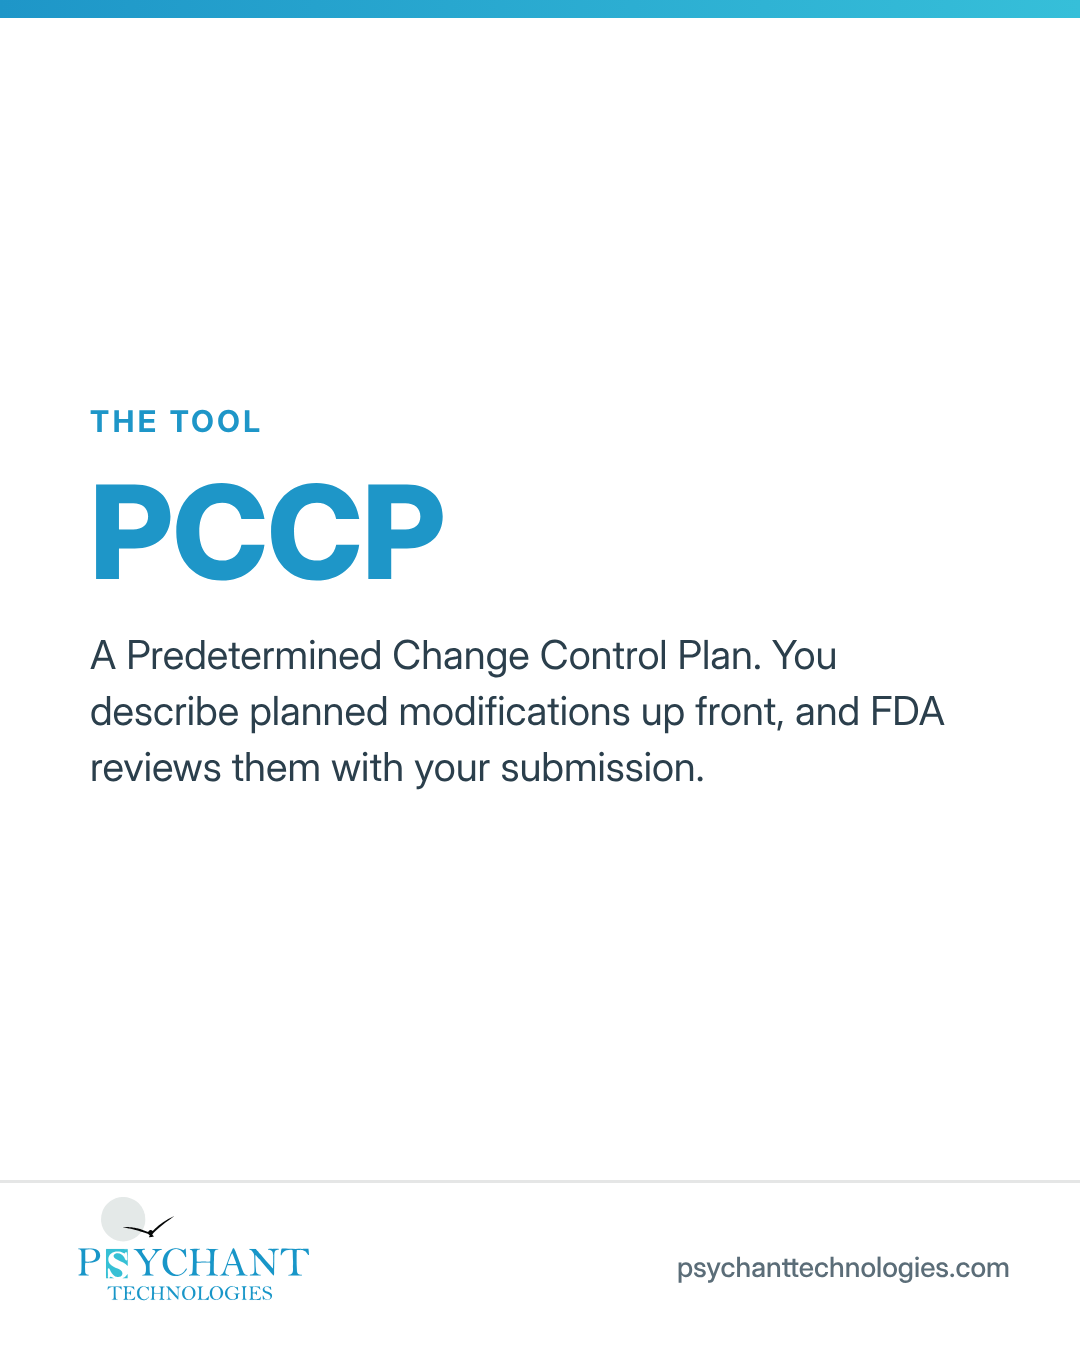 THE TOOL
PCCP
A Predetermined Change Control Plan. You
describe planned modifications up front, and FDA
reviews them with your submission.
PSYCHANT
TECHNOLOGIES
psychanttechnologies.com